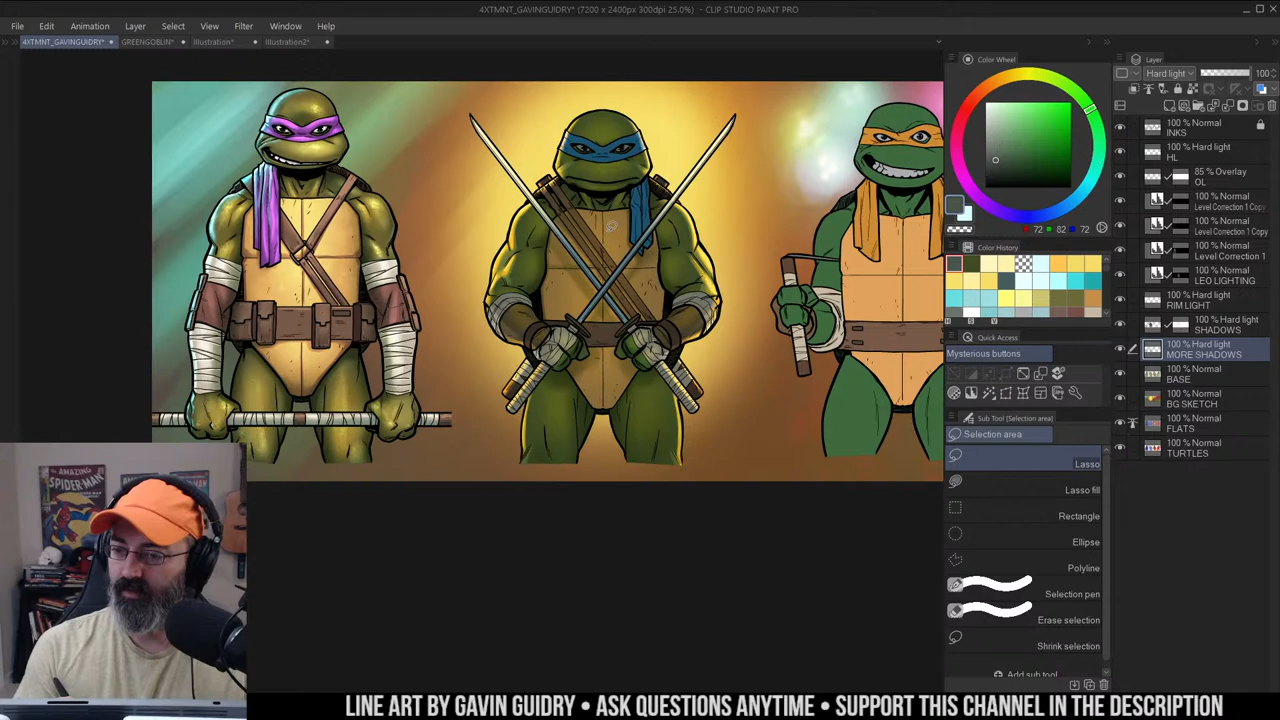 4XTMNT_GAVINGUIDRY* (7200 x 2400px 300dpi 25.0%) - CLIP STUDIO PAINT PRO
File Edit Animation Layer Select View Filter Window Help
4XTMNT_GAVINGUIDRY* GREENGOBLIN* Illustration* Illustration2*
Color Wheel
72 82 72
Color History
Quick Access
Mysterious buttons
Sub Tool [Selection area]
Selection area
Lasso
Lasso fill
Rectangle
Ellipse
Polyline
Selection pen
Erase selection
Shrink selection
Add sub tool
Layer
Hard light 100
100 % Normal
INKS
100 % Hard light
HL
85 % Overlay
OL
100 % Normal
Level Correction 1 Copy
100 % Normal
Level Correction 1 Copy
100 % Normal
Level Correction 1
100 % Normal
LEO LIGHTING
100 % Hard light
RIM LIGHT
100 % Hard light
SHADOWS
100 % Hard light
MORE SHADOWS
100 % Normal
BASE
100 % Normal
BG SKETCH
100 % Normal
FLATS
100 % Normal
TURTLES
AMAZING
SPIDER-MAN
LINE ART BY GAVIN GUIDRY • ASK QUESTIONS ANYTIME • SUPPORT THIS CHANNEL IN THE DESCRIPTION